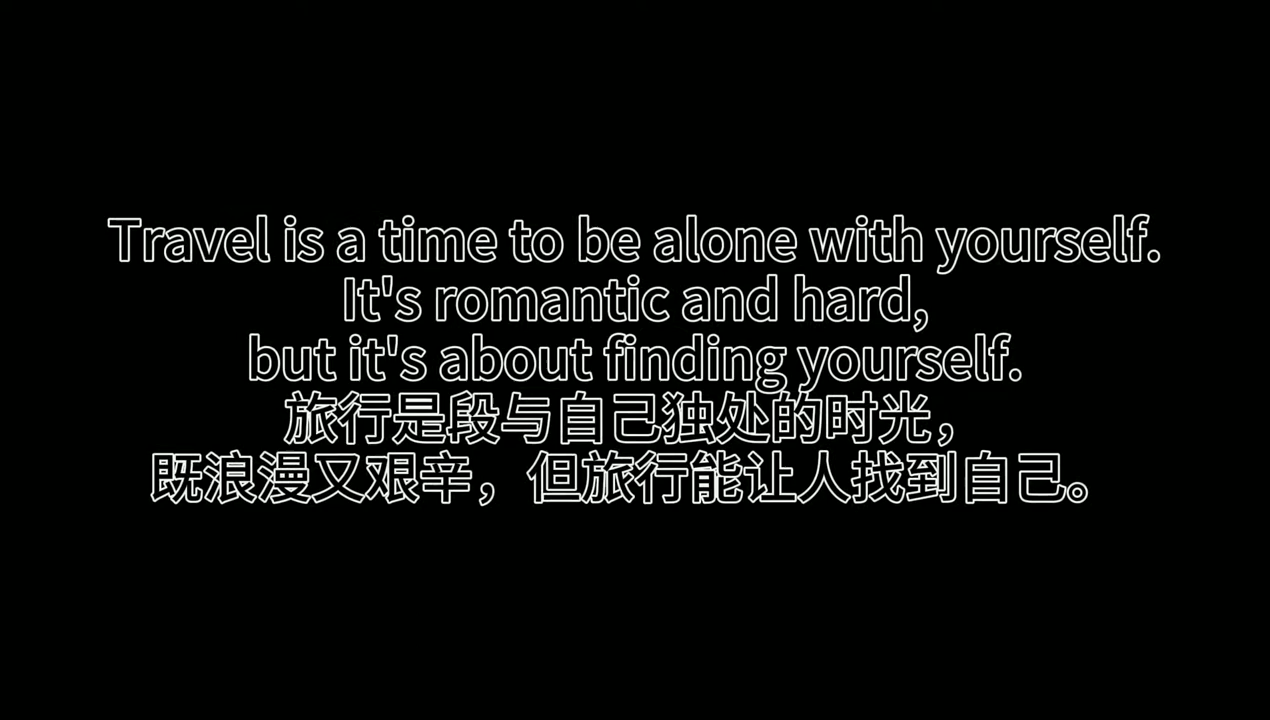 Travel is a time to be alone with yourself.
It's romantic and hard,
but it's about finding yourself.
旅行是段与自己独处的时光，
既浪漫又艰辛，但旅行能让人找到自己。